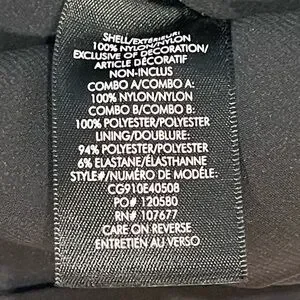 SHELL/EXTÉRIEUR:
100% NYLON/NYLON
EXCLUSIVE OF DECORATION/
ARTICLE DÉCORATIF
NON-INCLUS
COMBO A/COMBO A:
100% NYLON/NYLON
COMBO B/COMBO B:
100% POLYESTER/POLYESTER
LINING/DOUBLURE:
94% POLYESTER/POLYESTER
6% ELASTANE/ÉLASTHANNE
STYLE#/NUMÉRO DE MODÈLE:
CG910E40508
PO# 120580
RN# 107677
CARE ON REVERSE
ENTRETIEN AU VERSO